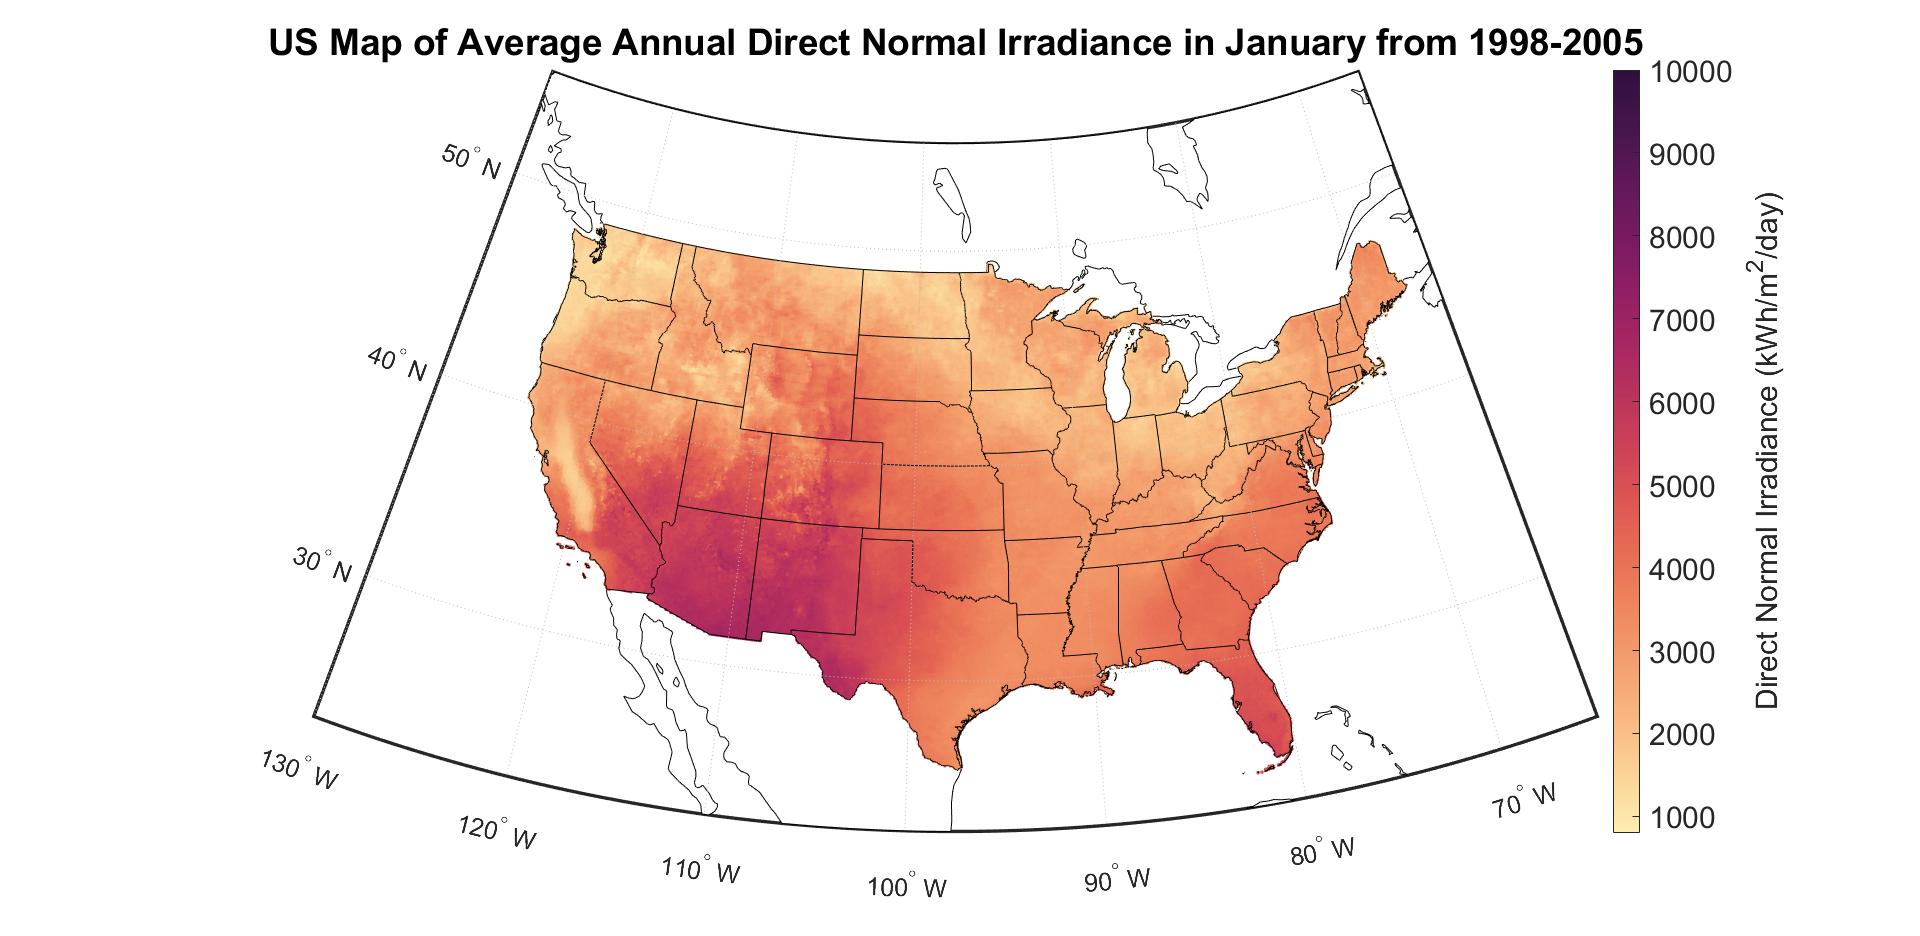 US Map of Average Annual Direct Normal Irradiance in January from 1998-2005
50° N
40° N
30° N
130° W
120° W
110° W
100° W
90° W
80° W
70° W
10000
9000
8000
7000
6000
5000
4000
3000
2000
1000
Direct Normal Irradiance (kWh/m²/day)